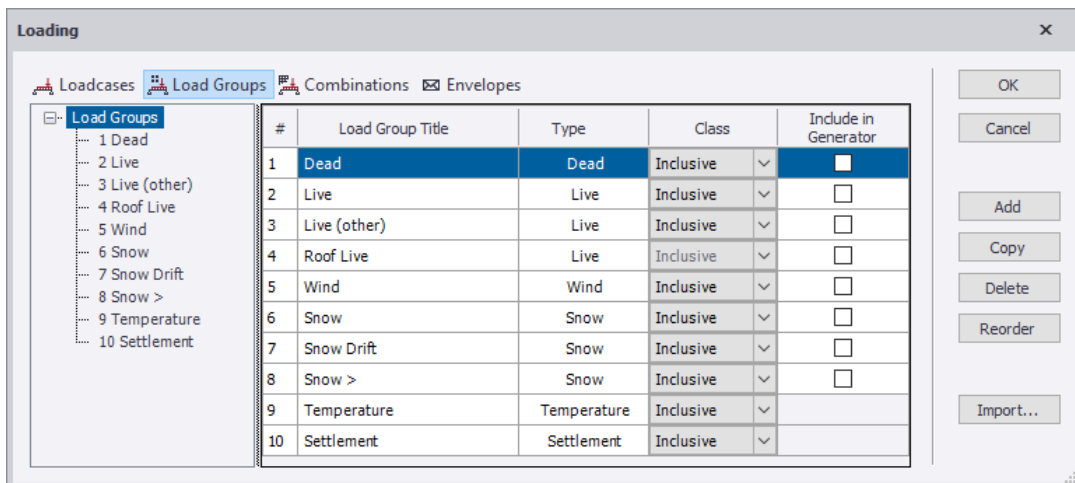 Loading
Loadcases Load Groups Combinations Envelopes
OK
Cancel
Add
Copy
Delete
Reorder
Import...
Load Groups
1 Dead
2 Live
3 Live (other)
4 Roof Live
5 Wind
6 Snow
7 Snow Drift
8 Snow >
9 Temperature
10 Settlement
# Load Group Title Type Class Include in Generator
1 Dead Dead Inclusive
2 Live Live Inclusive
3 Live (other) Live Inclusive
4 Roof Live Live Inclusive
5 Wind Wind Inclusive
6 Snow Snow Inclusive
7 Snow Drift Snow Inclusive
8 Snow > Snow Inclusive
9 Temperature Temperature Inclusive
10 Settlement Settlement Inclusive